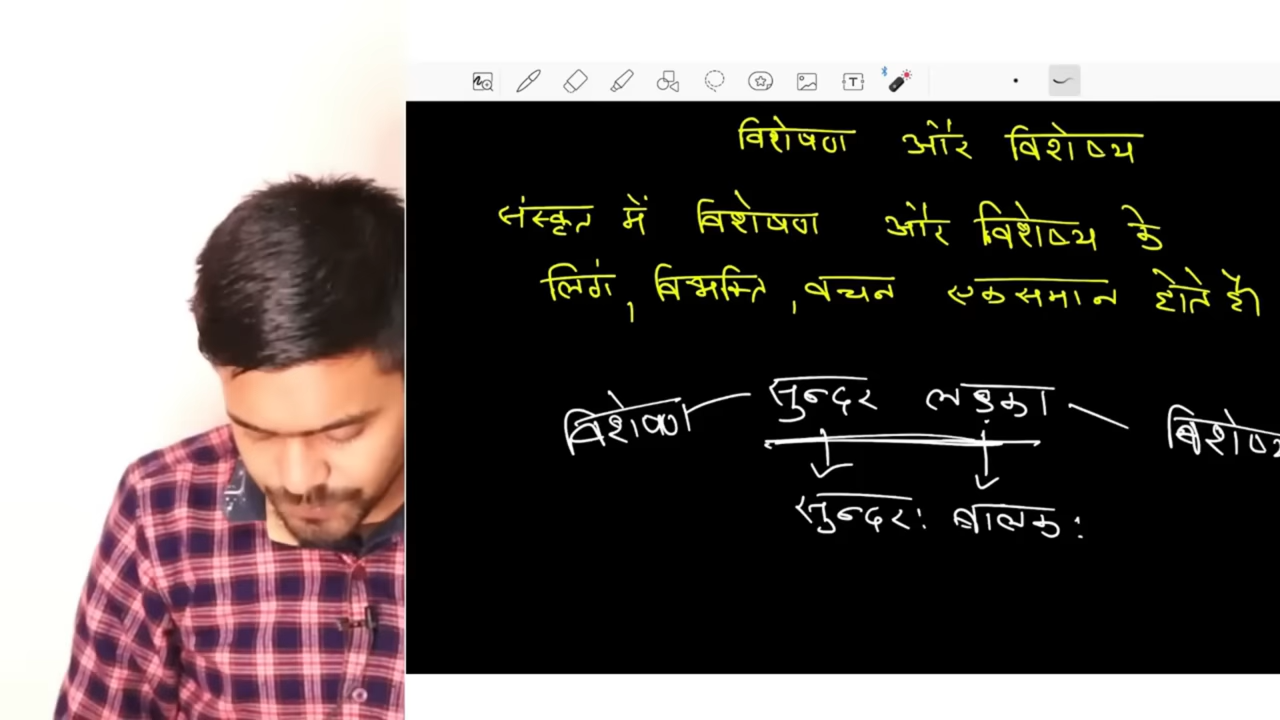 विशेषण और विशेष्य
संस्कृत में विशेषण और विशेष्य के
लिंग, विभक्ति, वचन एकसमान होते है।
विशेषण सुन्दर लड़का विशेष्य
सुन्दरः बालकः